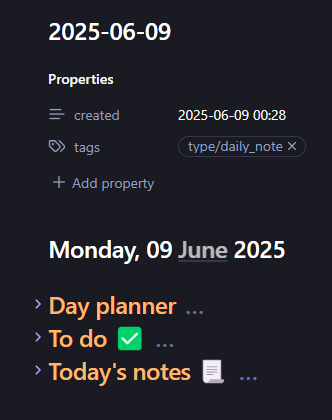 2025-06-09
Properties
created 2025-06-09 00:28
tags type/daily_note ×
+ Add property
Monday, 09 June 2025
Day planner ...
To do ✅ ...
Today's notes 📃 ...